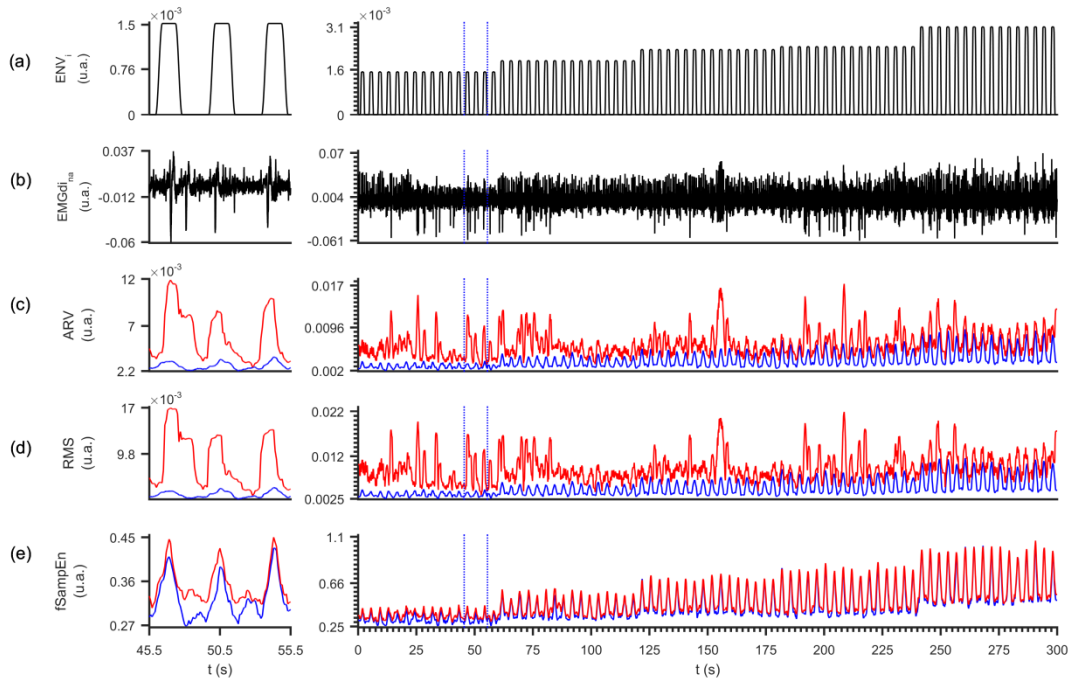 ×10⁻³
(a)
ENVᵢ
(u.a.)
1.5
0.76
0
3.1
1.6
0
(b)
EMGdi_na
(u.a.)
0.037
-0.012
-0.06
0.07
0.004
-0.061
(c)
ARV
(u.a.)
×10⁻³
12
7
2.2
0.017
0.0096
0.002
(d)
RMS
(u.a.)
×10⁻³
17
9.8
0.022
0.012
0.0025
(e)
fSampEn
(u.a.)
0.45
0.36
0.27
1.1
0.66
0.25
45.5 50.5 55.5
t (s)
0 25 50 75 100 125 150 175 200 225 250 275 300
t (s)
×10⁻³